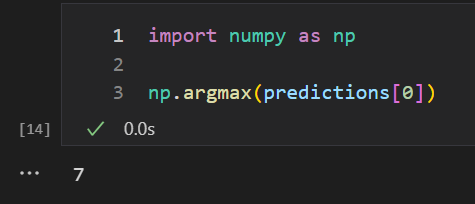 1 import numpy as np
2
3 np.argmax(predictions[0])
[14] ✓ 0.0s
... 7